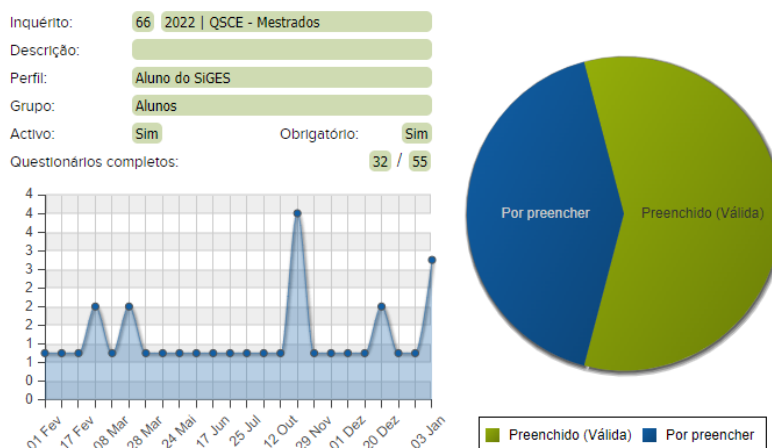 Inquérito: 66 2022 | QSCE - Mestrados
Descrição:
Perfil: Aluno do SiGES
Grupo: Alunos
Activo: Sim Obrigatório: Sim
Questionários completos: 32 / 55
4
4
4
3
3
2
2
2
1
1
0
0
01 Fev 17 Fev 08 Mar 28 Mar 24 Mai 17 Jun 25 Jul 12 Out 29 Nov 01 Dez 20 Dez 03 Jan
Por preencher Preenchido (Válida)
Preenchido (Válida) Por preencher